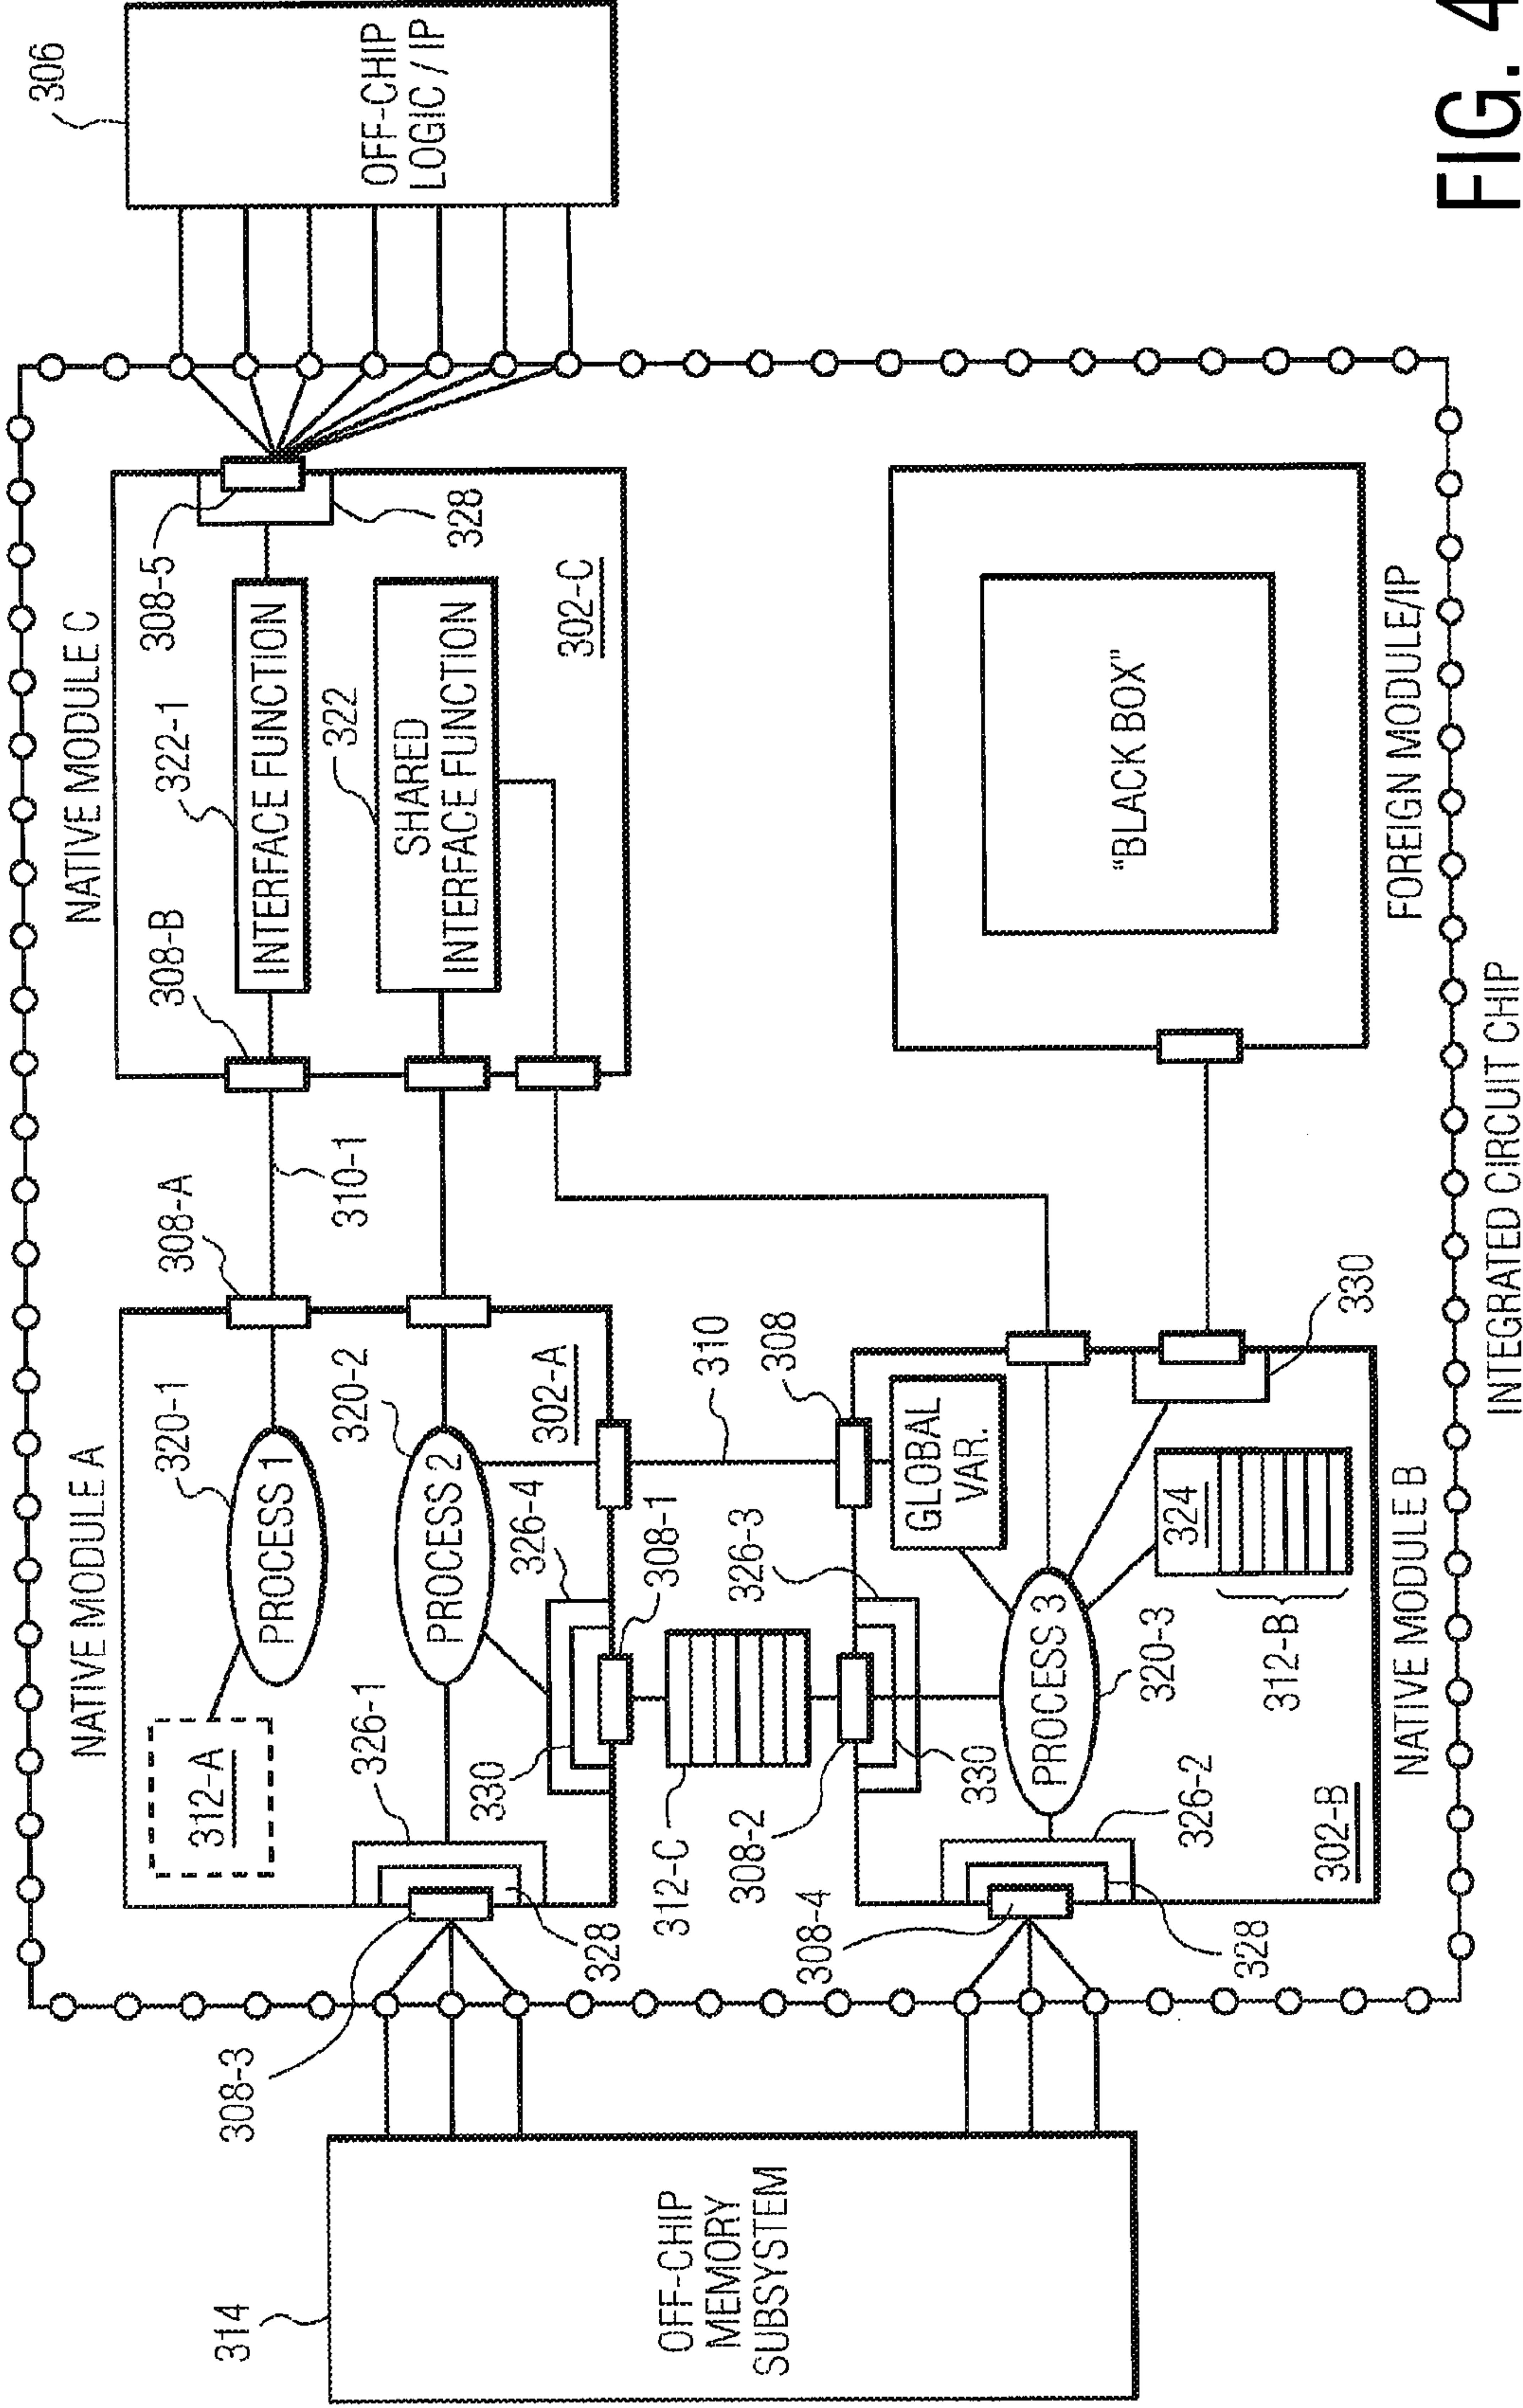 314
OFF-CHIP
MEMORY
SUBSYSTEM
308-3
NATIVE MODULE A
312-A
PROCESS 1
320-1
308-A
326-1
PROCESS 2
320-2
328
330
326-4
302-A
308-1
312-C
310-1
310
308
308-2
326-3
330
GLOBAL
VAR.
308-4
328
326-2
PROCESS 3
320-3
324
312-B
330
302-B
NATIVE MODULE B
NATIVE MODULE C
308-B
322-1
308-5
INTERFACE FUNCTION
322
328
SHARED
INTERFACE FUNCTION
302-C
"BLACK BOX"
FOREIGN MODULE/IP
INTEGRATED CIRCUIT CHIP
306
OFF-CHIP
LOGIC / IP
FIG. 4